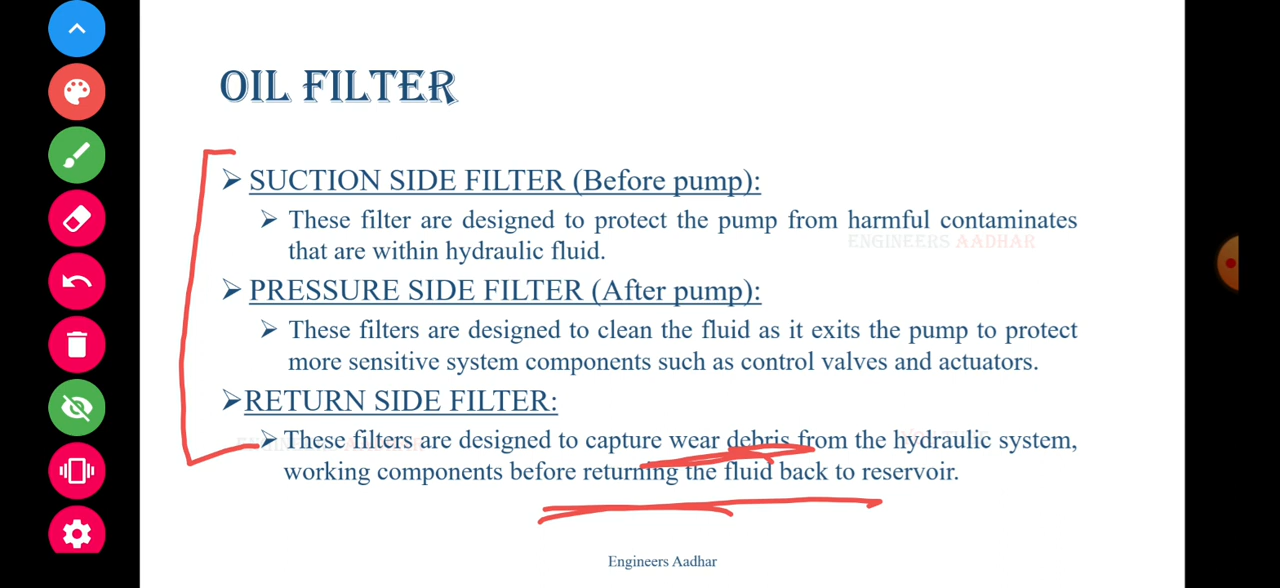 OIL FILTER
➢ SUCTION SIDE FILTER (Before pump):
➢ These filter are designed to protect the pump from harmful contaminates
that are within hydraulic fluid.
ENGINEERS AADHAR
➢ PRESSURE SIDE FILTER (After pump):
➢ These filters are designed to clean the fluid as it exits the pump to protect
more sensitive system components such as control valves and actuators.
➢RETURN SIDE FILTER:
➢ These filters are designed to capture wear debris from the hydraulic system,
working components before returning the fluid back to reservoir.
Engineers Aadhar